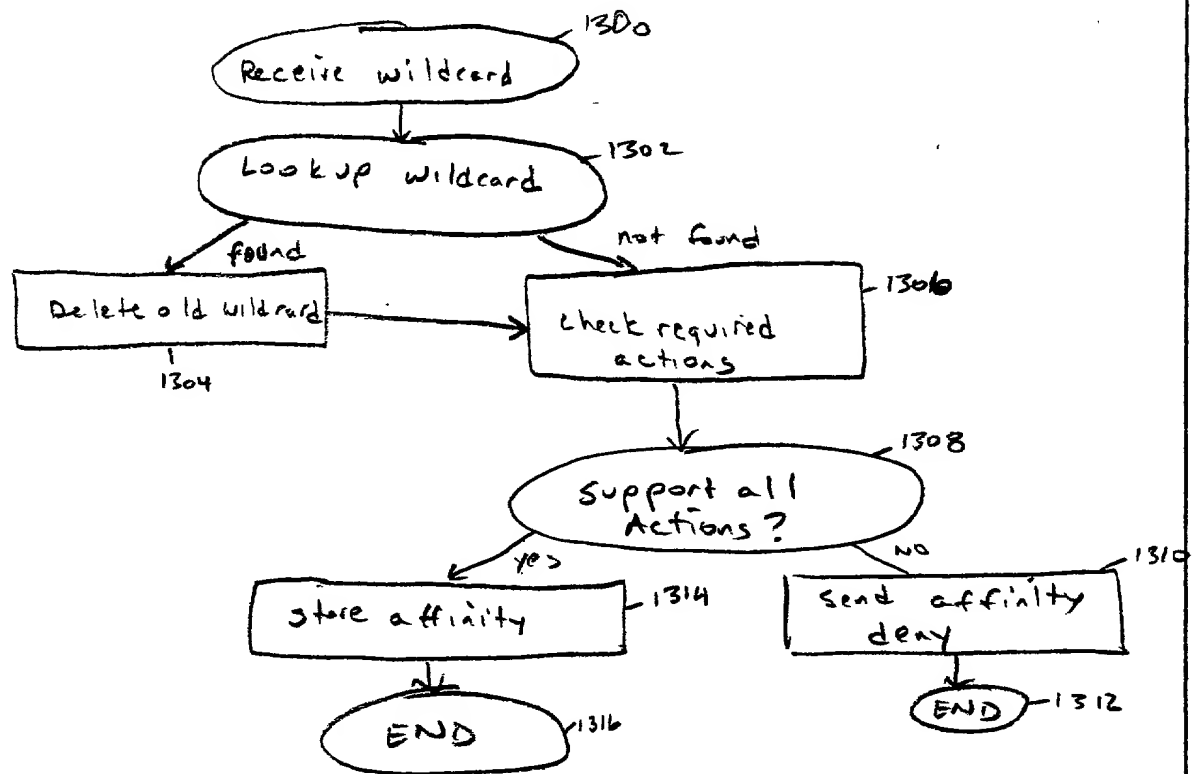 1300
Receive wildcard
1302
Lookup wildcard
found
not found
1306
Delete old wildcard
check required
actions
1304
1308
Support all
Actions?
yes
NO
1310
1314
store affinity
send affinity
deny
END
1316
END
1312